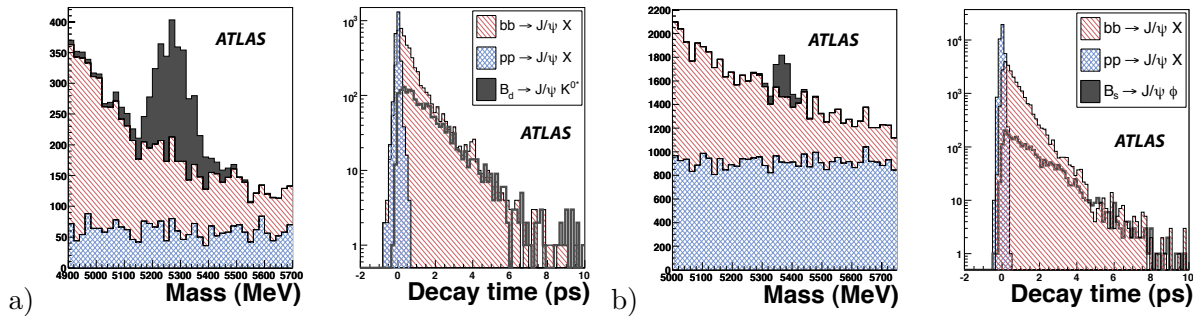 400
350
300
250
200
150
100
50
0
4900 5000 5100 5200 5300 5400 5500 5600 5700
Mass (MeV)
ATLAS
10³
10²
10
1
-2 0 2 4 6 8 10
Decay time (ps)
bb → J/ψ X
pp → J/ψ X
B_d → J/ψ K⁰*
ATLAS
a)
2200
2000
1800
1600
1400
1200
1000
800
600
400
200
0
5000 5100 5200 5300 5400 5500 5600 5700
Mass (MeV)
ATLAS
10⁴
10³
10²
10
1
-2 0 2 4 6 8 10
Decay time (ps)
bb → J/ψ X
pp → J/ψ X
B_s → J/ψ ϕ
ATLAS
b)